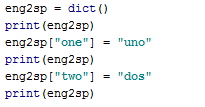 eng2sp = dict()
print(eng2sp)
eng2sp["one"] = "uno"
print(eng2sp)
eng2sp["two"] = "dos"
print(eng2sp)